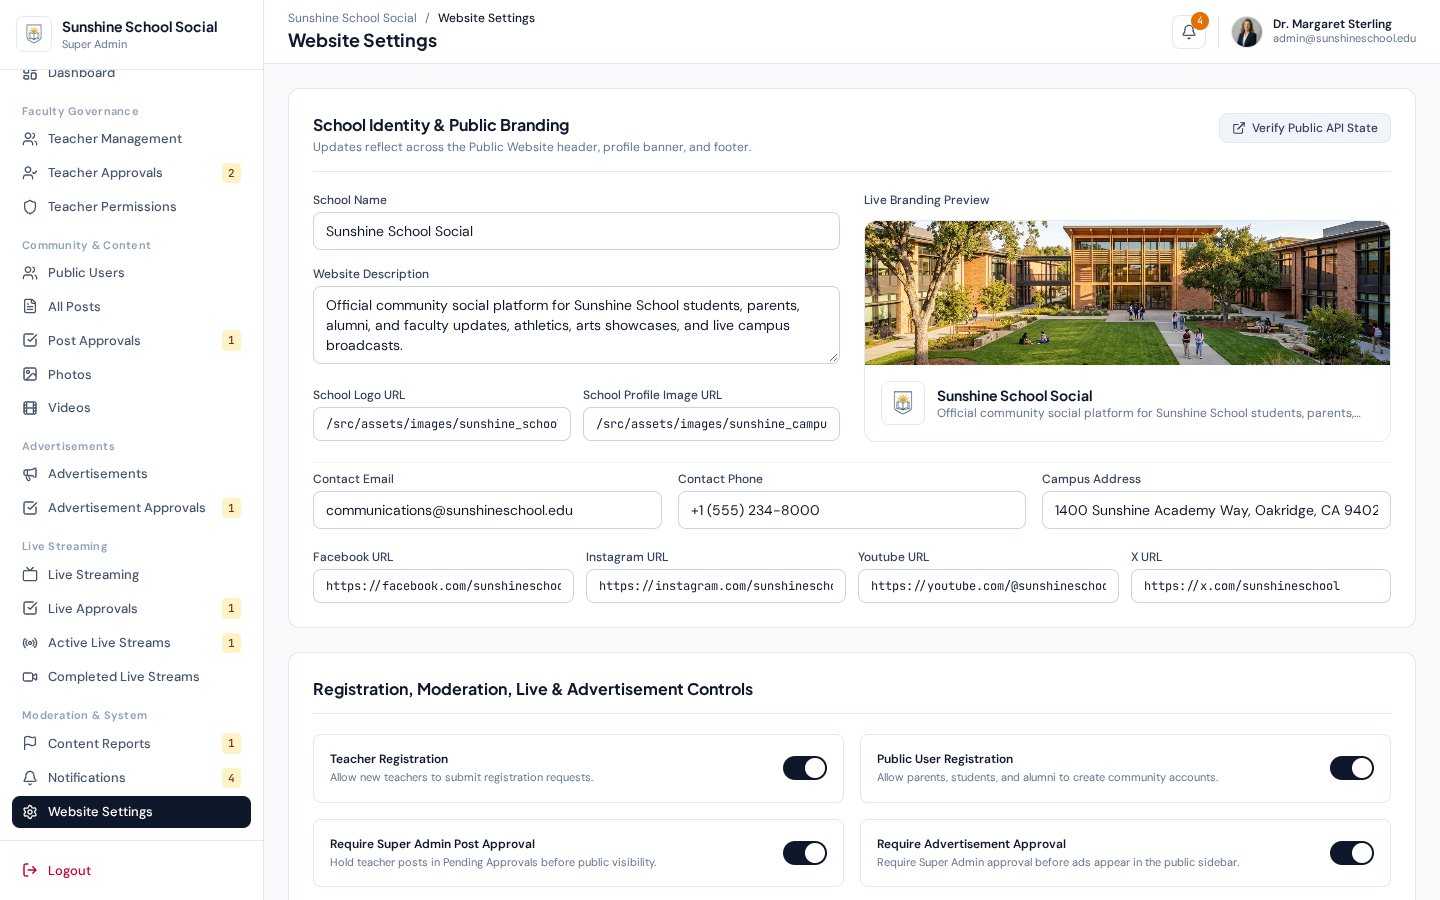 Sunshine School Social
Super Admin
Dashboard
Faculty Governance
Teacher Management
Teacher Approvals 2
Teacher Permissions
Community & Content
Public Users
All Posts
Post Approvals 1
Photos
Videos
Advertisements
Advertisements
Advertisement Approvals 1
Live Streaming
Live Streaming
Live Approvals 1
Active Live Streams 1
Completed Live Streams
Moderation & System
Content Reports 1
Notifications 4
Website Settings
Logout
Sunshine School Social / Website Settings
Website Settings
4
Dr. Margaret Sterling
admin@sunshineschool.edu
School Identity & Public Branding
Updates reflect across the Public Website header, profile banner, and footer.
Verify Public API State
School Name
Sunshine School Social
Website Description
Official community social platform for Sunshine School students, parents,
alumni, and faculty updates, athletics, arts showcases, and live campus
broadcasts.
School Logo URL
/src/assets/images/sunshine_schoo
School Profile Image URL
/src/assets/images/sunshine_campu
Live Branding Preview
Sunshine School Social
Official community social platform for Sunshine School students, parents,...
Contact Email
communications@sunshineschool.edu
Contact Phone
+1 (555) 234-8000
Campus Address
1400 Sunshine Academy Way, Oakridge, CA 9402
Facebook URL
https://facebook.com/sunshineschoo
Instagram URL
https://instagram.com/sunshinescho
Youtube URL
https://youtube.com/@sunshineschoo
X URL
https://x.com/sunshineschool
Registration, Moderation, Live & Advertisement Controls
Teacher Registration
Allow new teachers to submit registration requests.
Public User Registration
Allow parents, students, and alumni to create community accounts.
Require Super Admin Post Approval
Hold teacher posts in Pending Approvals before public visibility.
Require Advertisement Approval
Require Super Admin approval before ads appear in the public sidebar.